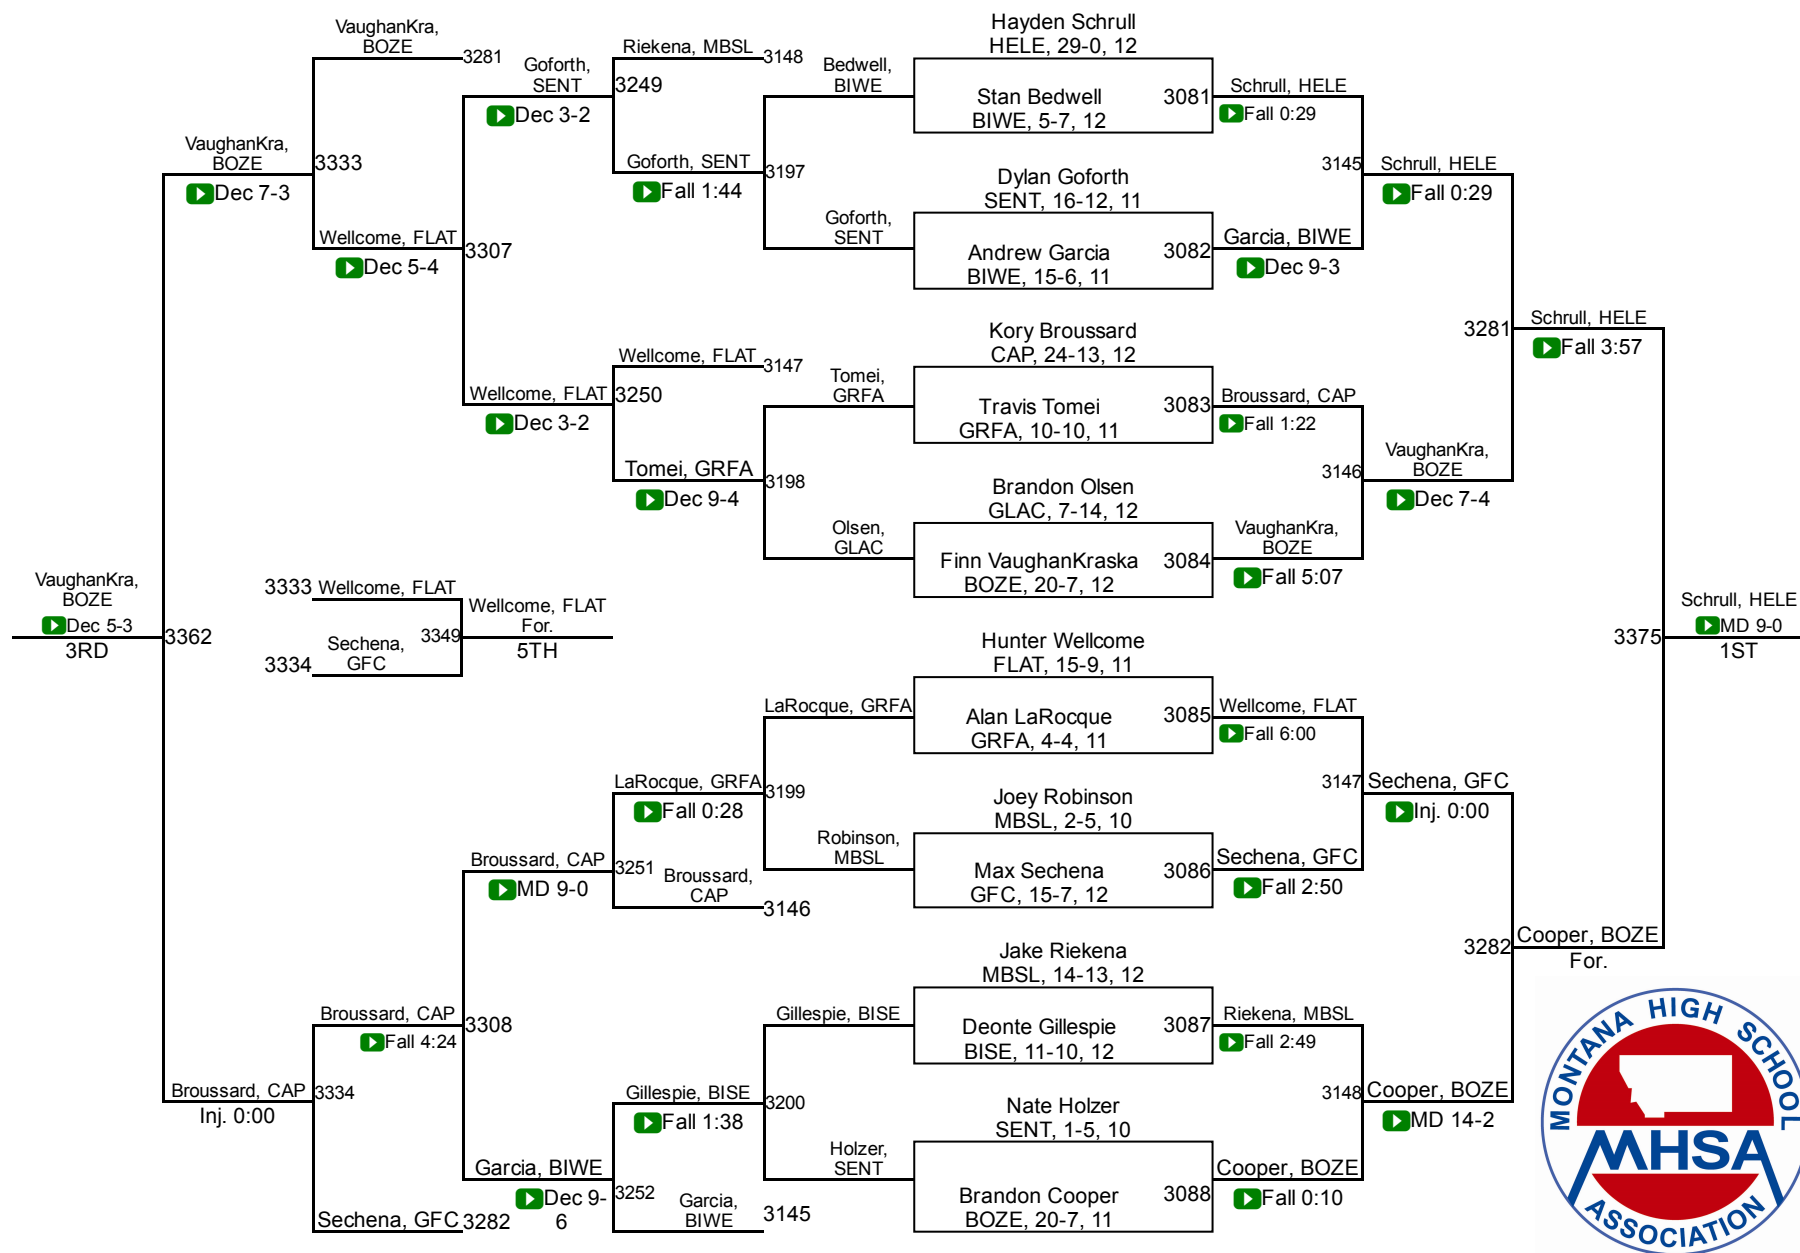 VaughanKra,
BOZE
3281
Goforth,
SENT
3249
Dec 3-2
Riekena, MBSL
3148
Goforth, SENT
3197
Fall 1:44
Bedwell,
BIWE
Goforth,
SENT
VaughanKra,
BOZE
3333
Dec 7-3
Wellcome, FLAT
3307
Dec 5-4
Wellcome, FLAT
3147
Wellcome, FLAT
3250
Dec 3-2
Tomei, GRFA
3198
Dec 9-4
Tomei,
GRFA
Olsen,
GLAC
VaughanKra,
BOZE
Dec 5-3
3RD
3362
3333
Wellcome, FLAT
Sechena,
GFC
3334
3349
Wellcome, FLAT
For.
5TH
LaRocque, GRFA
LaRocque, GRFA
3199
Fall 0:28
Robinson,
MBSL
Broussard, CAP
3251
MD 9-0
Broussard,
CAP
3146
Broussard, CAP
3308
Fall 4:24
Gillespie, BISE
Gillespie, BISE
3200
Fall 1:38
Holzer,
SENT
Broussard, CAP
3334
Inj. 0:00
Garcia, BIWE
3252
Dec 9-
6
Garcia,
BIWE
3145
Sechena, GFC
3282
Hayden Schrull
HELE, 29-0, 12
Stan Bedwell
BIWE, 5-7, 12
3081
Schrull, HELE
Fall 0:29
Dylan Goforth
SENT, 16-12, 11
Andrew Garcia
BIWE, 15-6, 11
3082
Garcia, BIWE
Dec 9-3
3145
Schrull, HELE
Fall 0:29
Kory Broussard
CAP, 24-13, 12
Travis Tomei
GRFA, 10-10, 11
3083
Broussard, CAP
Fall 1:22
Brandon Olsen
GLAC, 7-14, 12
Finn VaughanKraska
BOZE, 20-7, 12
3084
VaughanKra,
BOZE
Fall 5:07
3146
VaughanKra,
BOZE
Dec 7-4
3281
Schrull, HELE
Fall 3:57
Hunter Wellcome
FLAT, 15-9, 11
Alan LaRocque
GRFA, 4-4, 11
3085
Wellcome, FLAT
Fall 6:00
Joey Robinson
MBSL, 2-5, 10
Max Sechena
GFC, 15-7, 12
3086
Sechena, GFC
Fall 2:50
3147
Sechena, GFC
Inj. 0:00
Jake Riekena
MBSL, 14-13, 12
Deonte Gillespie
BISE, 11-10, 12
3087
Riekena, MBSL
Fall 2:49
Nate Holzer
SENT, 1-5, 10
Brandon Cooper
BOZE, 20-7, 11
3088
Cooper, BOZE
Fall 0:10
3148
Cooper, BOZE
MD 14-2
3282
Cooper, BOZE
For.
3375
Schrull, HELE
MD 9-0
1ST
MONTANA HIGH SCHOOL
MHSA
ASSOCIATION